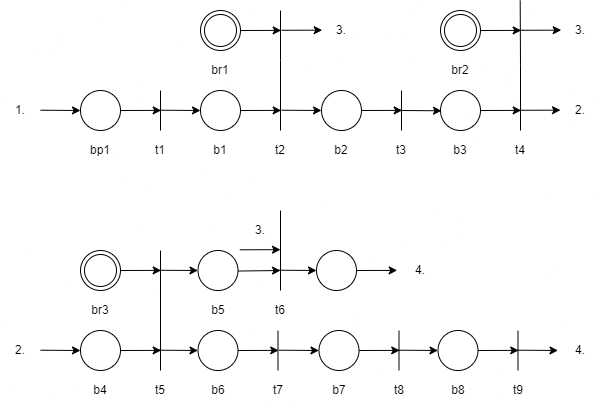 3. 3.
br1 br2
1. 2.
bp1 t1 b1 t2 b2 t3 b3 t4
3.
4.
br3 b5 t6
2. 4.
b4 t5 b6 t7 b7 t8 b8 t9